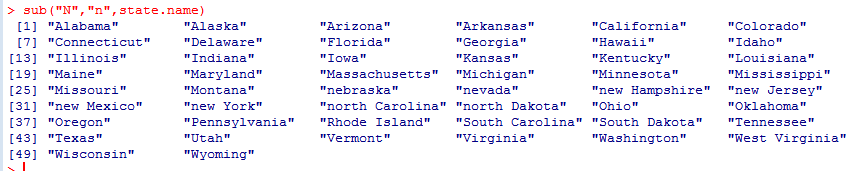 > sub("N","n",state.name)
[1] "Alabama" "Alaska" "Arizona" "Arkansas" "California" "Colorado"
[7] "Connecticut" "Delaware" "Florida" "Georgia" "Hawaii" "Idaho"
[13] "Illinois" "Indiana" "Iowa" "Kansas" "Kentucky" "Louisiana"
[19] "Maine" "Maryland" "Massachusetts" "Michigan" "Minnesota" "Mississippi"
[25] "Missouri" "Montana" "nebraska" "nevada" "new Hampshire" "new Jersey"
[31] "new Mexico" "new York" "north Carolina" "north Dakota" "Ohio" "Oklahoma"
[37] "Oregon" "Pennsylvania" "Rhode Island" "South Carolina" "South Dakota" "Tennessee"
[43] "Texas" "Utah" "Vermont" "Virginia" "Washington" "West Virginia"
[49] "Wisconsin" "Wyoming"
>